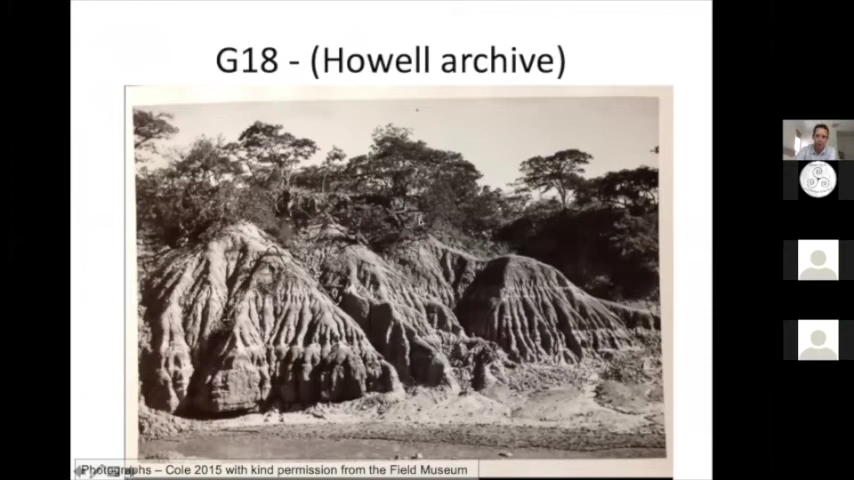 G18 - (Howell archive)
Photographs – Cole 2015 with kind permission from the Field Museum